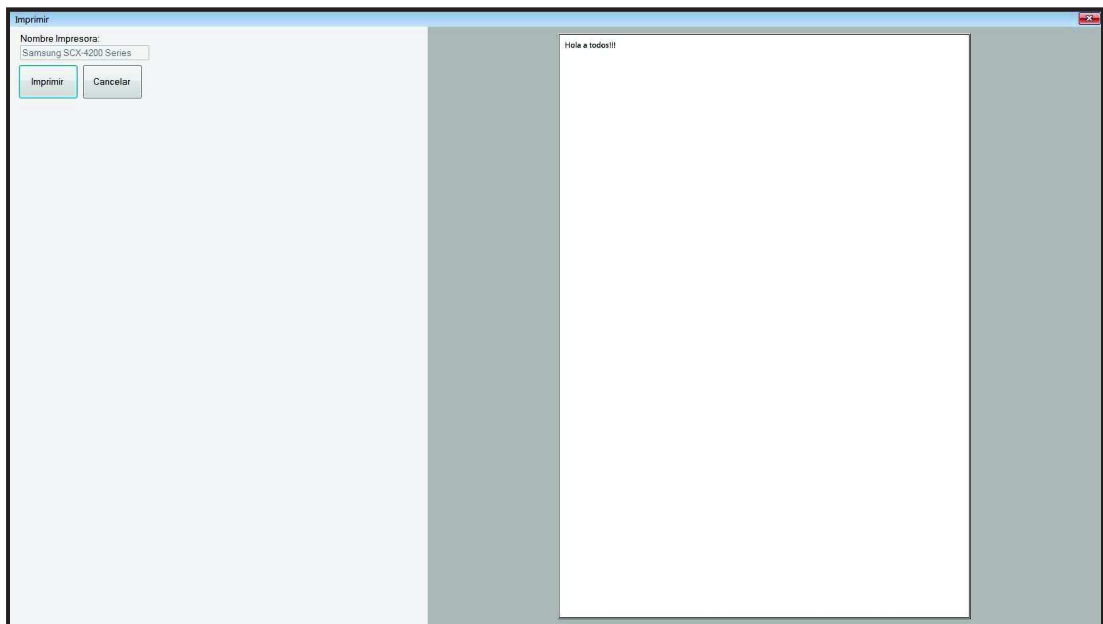 Imprimir
Nombre Impresora:
Samsung SCX-4200 Series
Imprimir
Cancelar
Hola a todos!!!